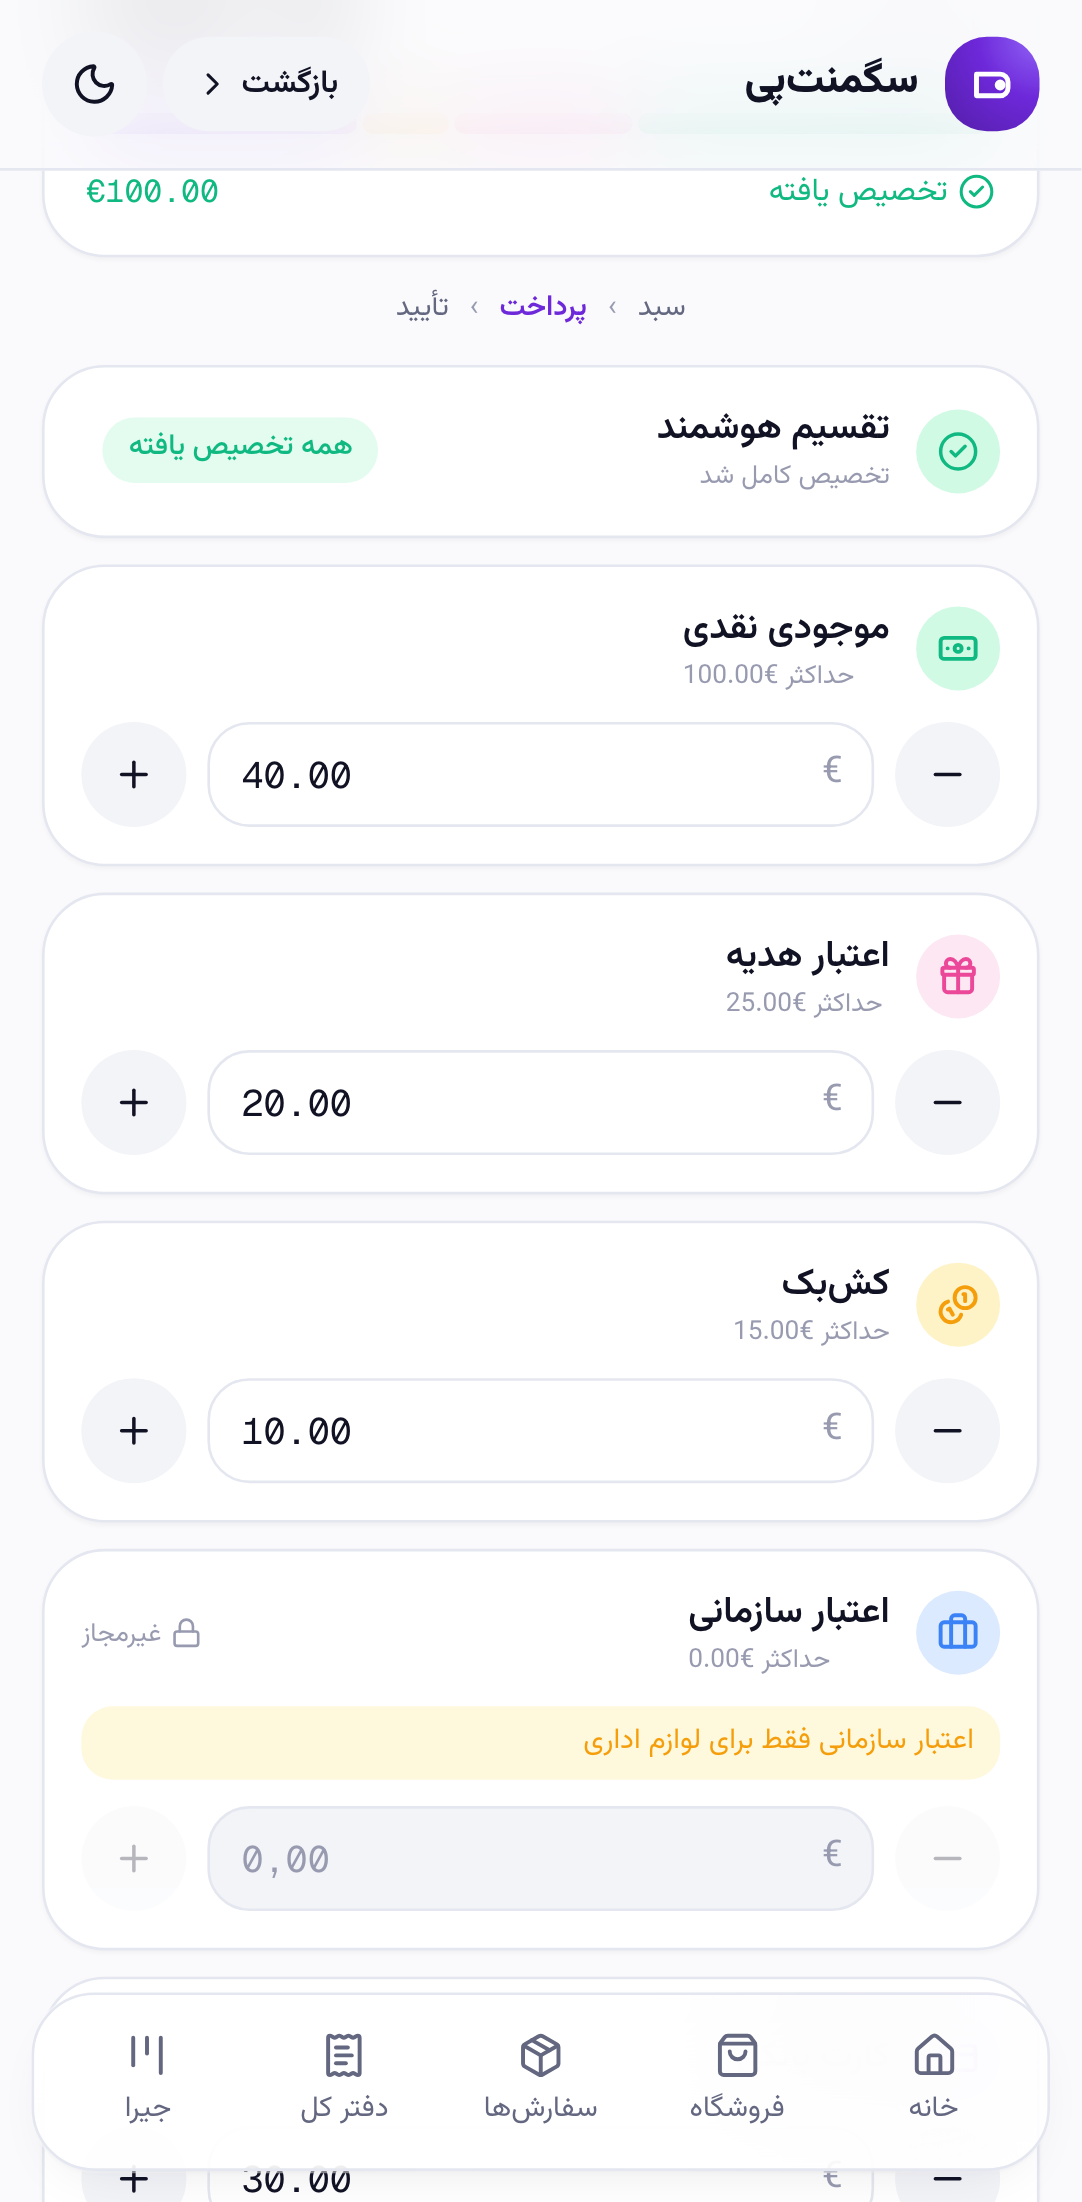 سگمنت‌پی
بازگشت
تخصیص یافته
€100.00
سبد › پرداخت › تأیید
تقسیم هوشمند
تخصیص کامل شد
همه تخصیص یافته
موجودی نقدی
حداکثر €100.00
€
40.00
اعتبار هدیه
حداکثر €25.00
€
20.00
کش‌بک
حداکثر €15.00
€
10.00
اعتبار سازمانی
حداکثر €0.00
غیرمجاز
اعتبار سازمانی فقط برای لوازم اداری
€
0,00
€
30.00
خانه
فروشگاه
سفارش‌ها
دفتر کل
جیرا